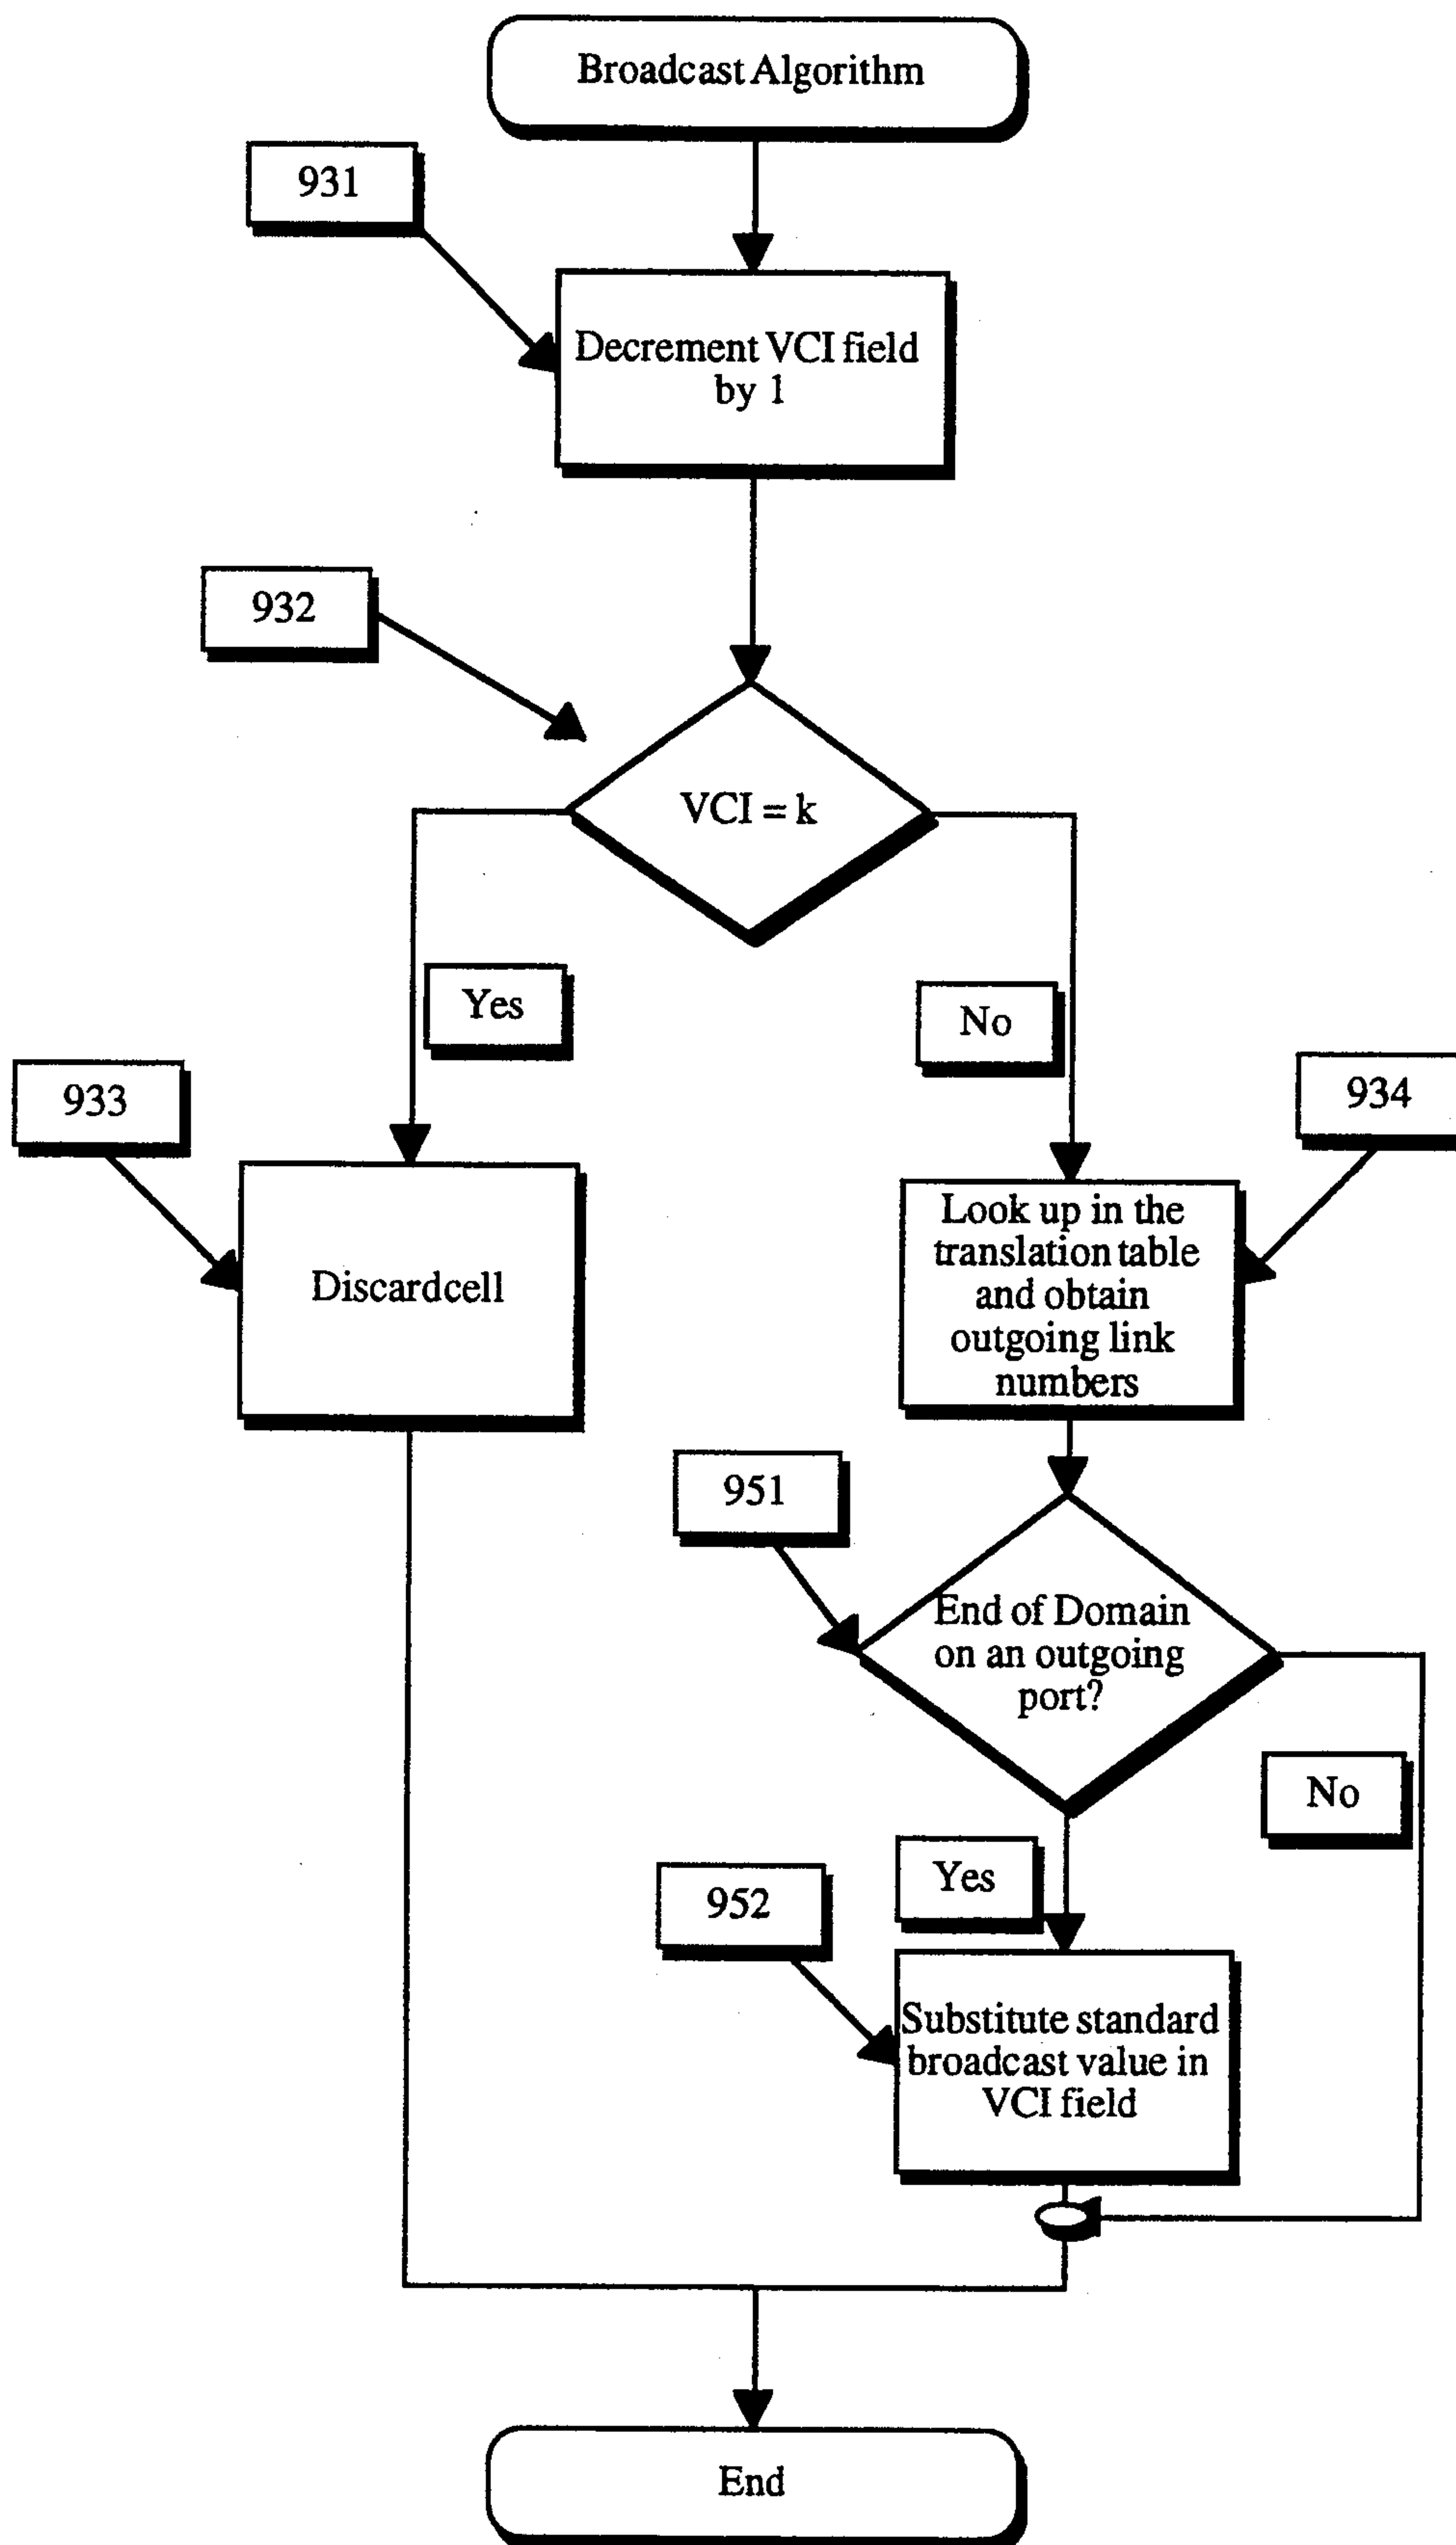 Broadcast Algorithm
931
Decrement VCI field
by 1
932
VCI = k
Yes
No
933
934
Discardcell
Look up in the
translation table
and obtain
outgoing link
numbers
951
End of Domain
on an outgoing
port?
No
Yes
952
Substitute standard
broadcast value in
VCI field
End